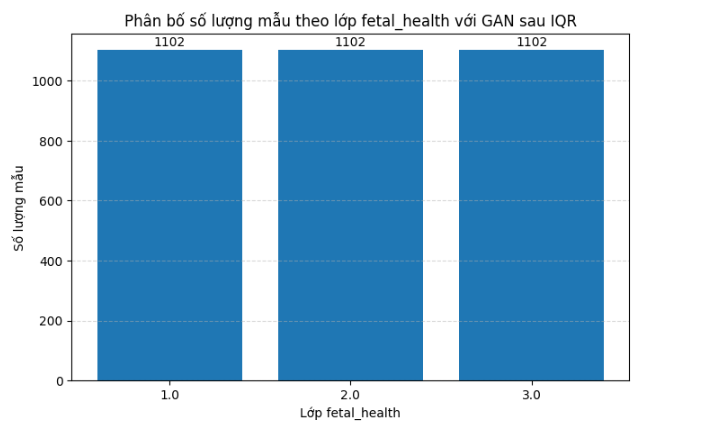 Phân bố số lượng mẫu theo lớp fetal_health với GAN sau IQR
1102 1102 1102
1000
800
600
400
200
0
Số lượng mẫu
1.0 2.0 3.0
Lớp fetal_health